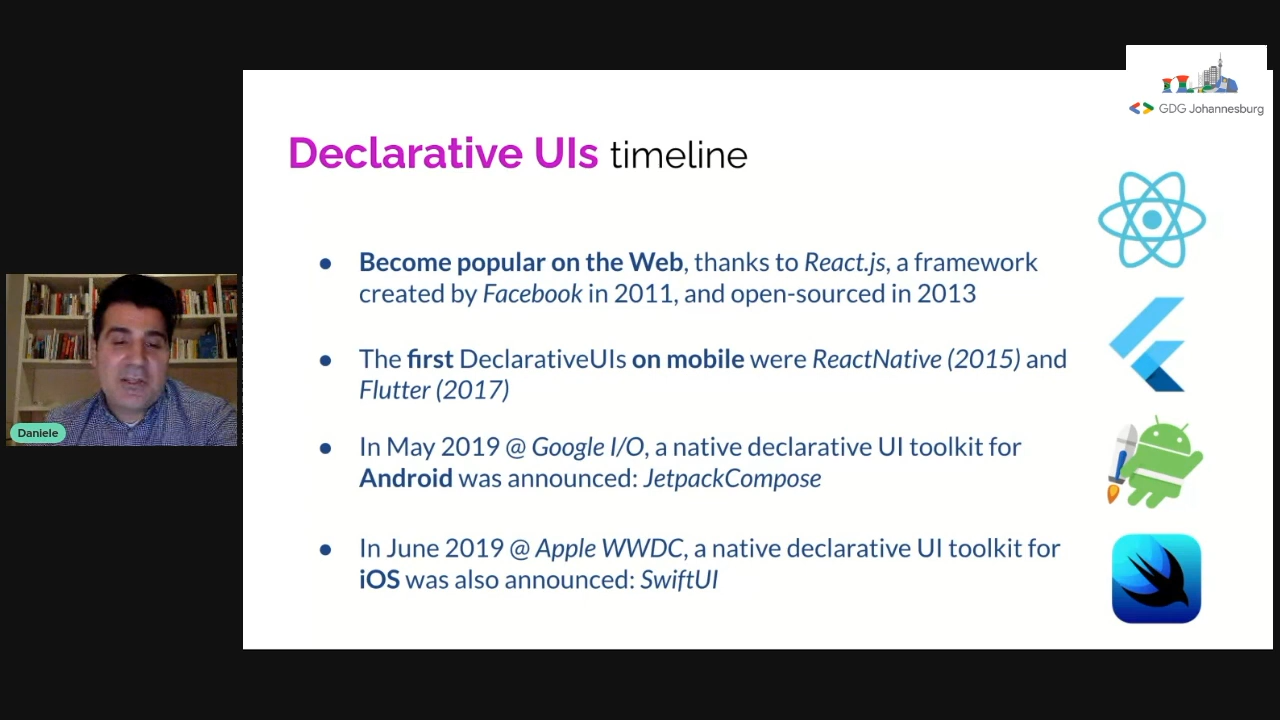 GDG Johannesburg
Declarative UIs timeline
● Become popular on the Web, thanks to React.js, a framework
created by Facebook in 2011, and open-sourced in 2013
● The first DeclarativeUIs on mobile were ReactNative (2015) and
Flutter (2017)
● In May 2019 @ Google I/O, a native declarative UI toolkit for
Android was announced: JetpackCompose
● In June 2019 @ Apple WWDC, a native declarative UI toolkit for
iOS was also announced: SwiftUI
Daniele